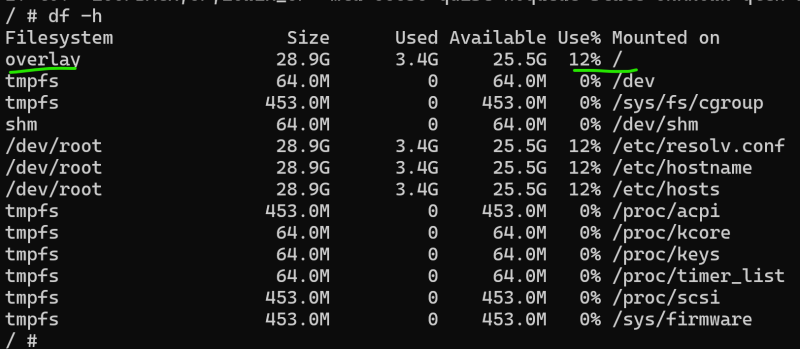 / # df -h
Filesystem                Size      Used Available Use% Mounted on
overlay                  28.9G      3.4G     25.5G  12% /
tmpfs                    64.0M         0     64.0M   0% /dev
tmpfs                   453.0M         0    453.0M   0% /sys/fs/cgroup
shm                      64.0M         0     64.0M   0% /dev/shm
/dev/root                28.9G      3.4G     25.5G  12% /etc/resolv.conf
/dev/root                28.9G      3.4G     25.5G  12% /etc/hostname
/dev/root                28.9G      3.4G     25.5G  12% /etc/hosts
tmpfs                   453.0M         0    453.0M   0% /proc/acpi
tmpfs                    64.0M         0     64.0M   0% /proc/kcore
tmpfs                    64.0M         0     64.0M   0% /proc/keys
tmpfs                    64.0M         0     64.0M   0% /proc/timer_list
tmpfs                   453.0M         0    453.0M   0% /proc/scsi
tmpfs                   453.0M         0    453.0M   0% /sys/firmware
/ #